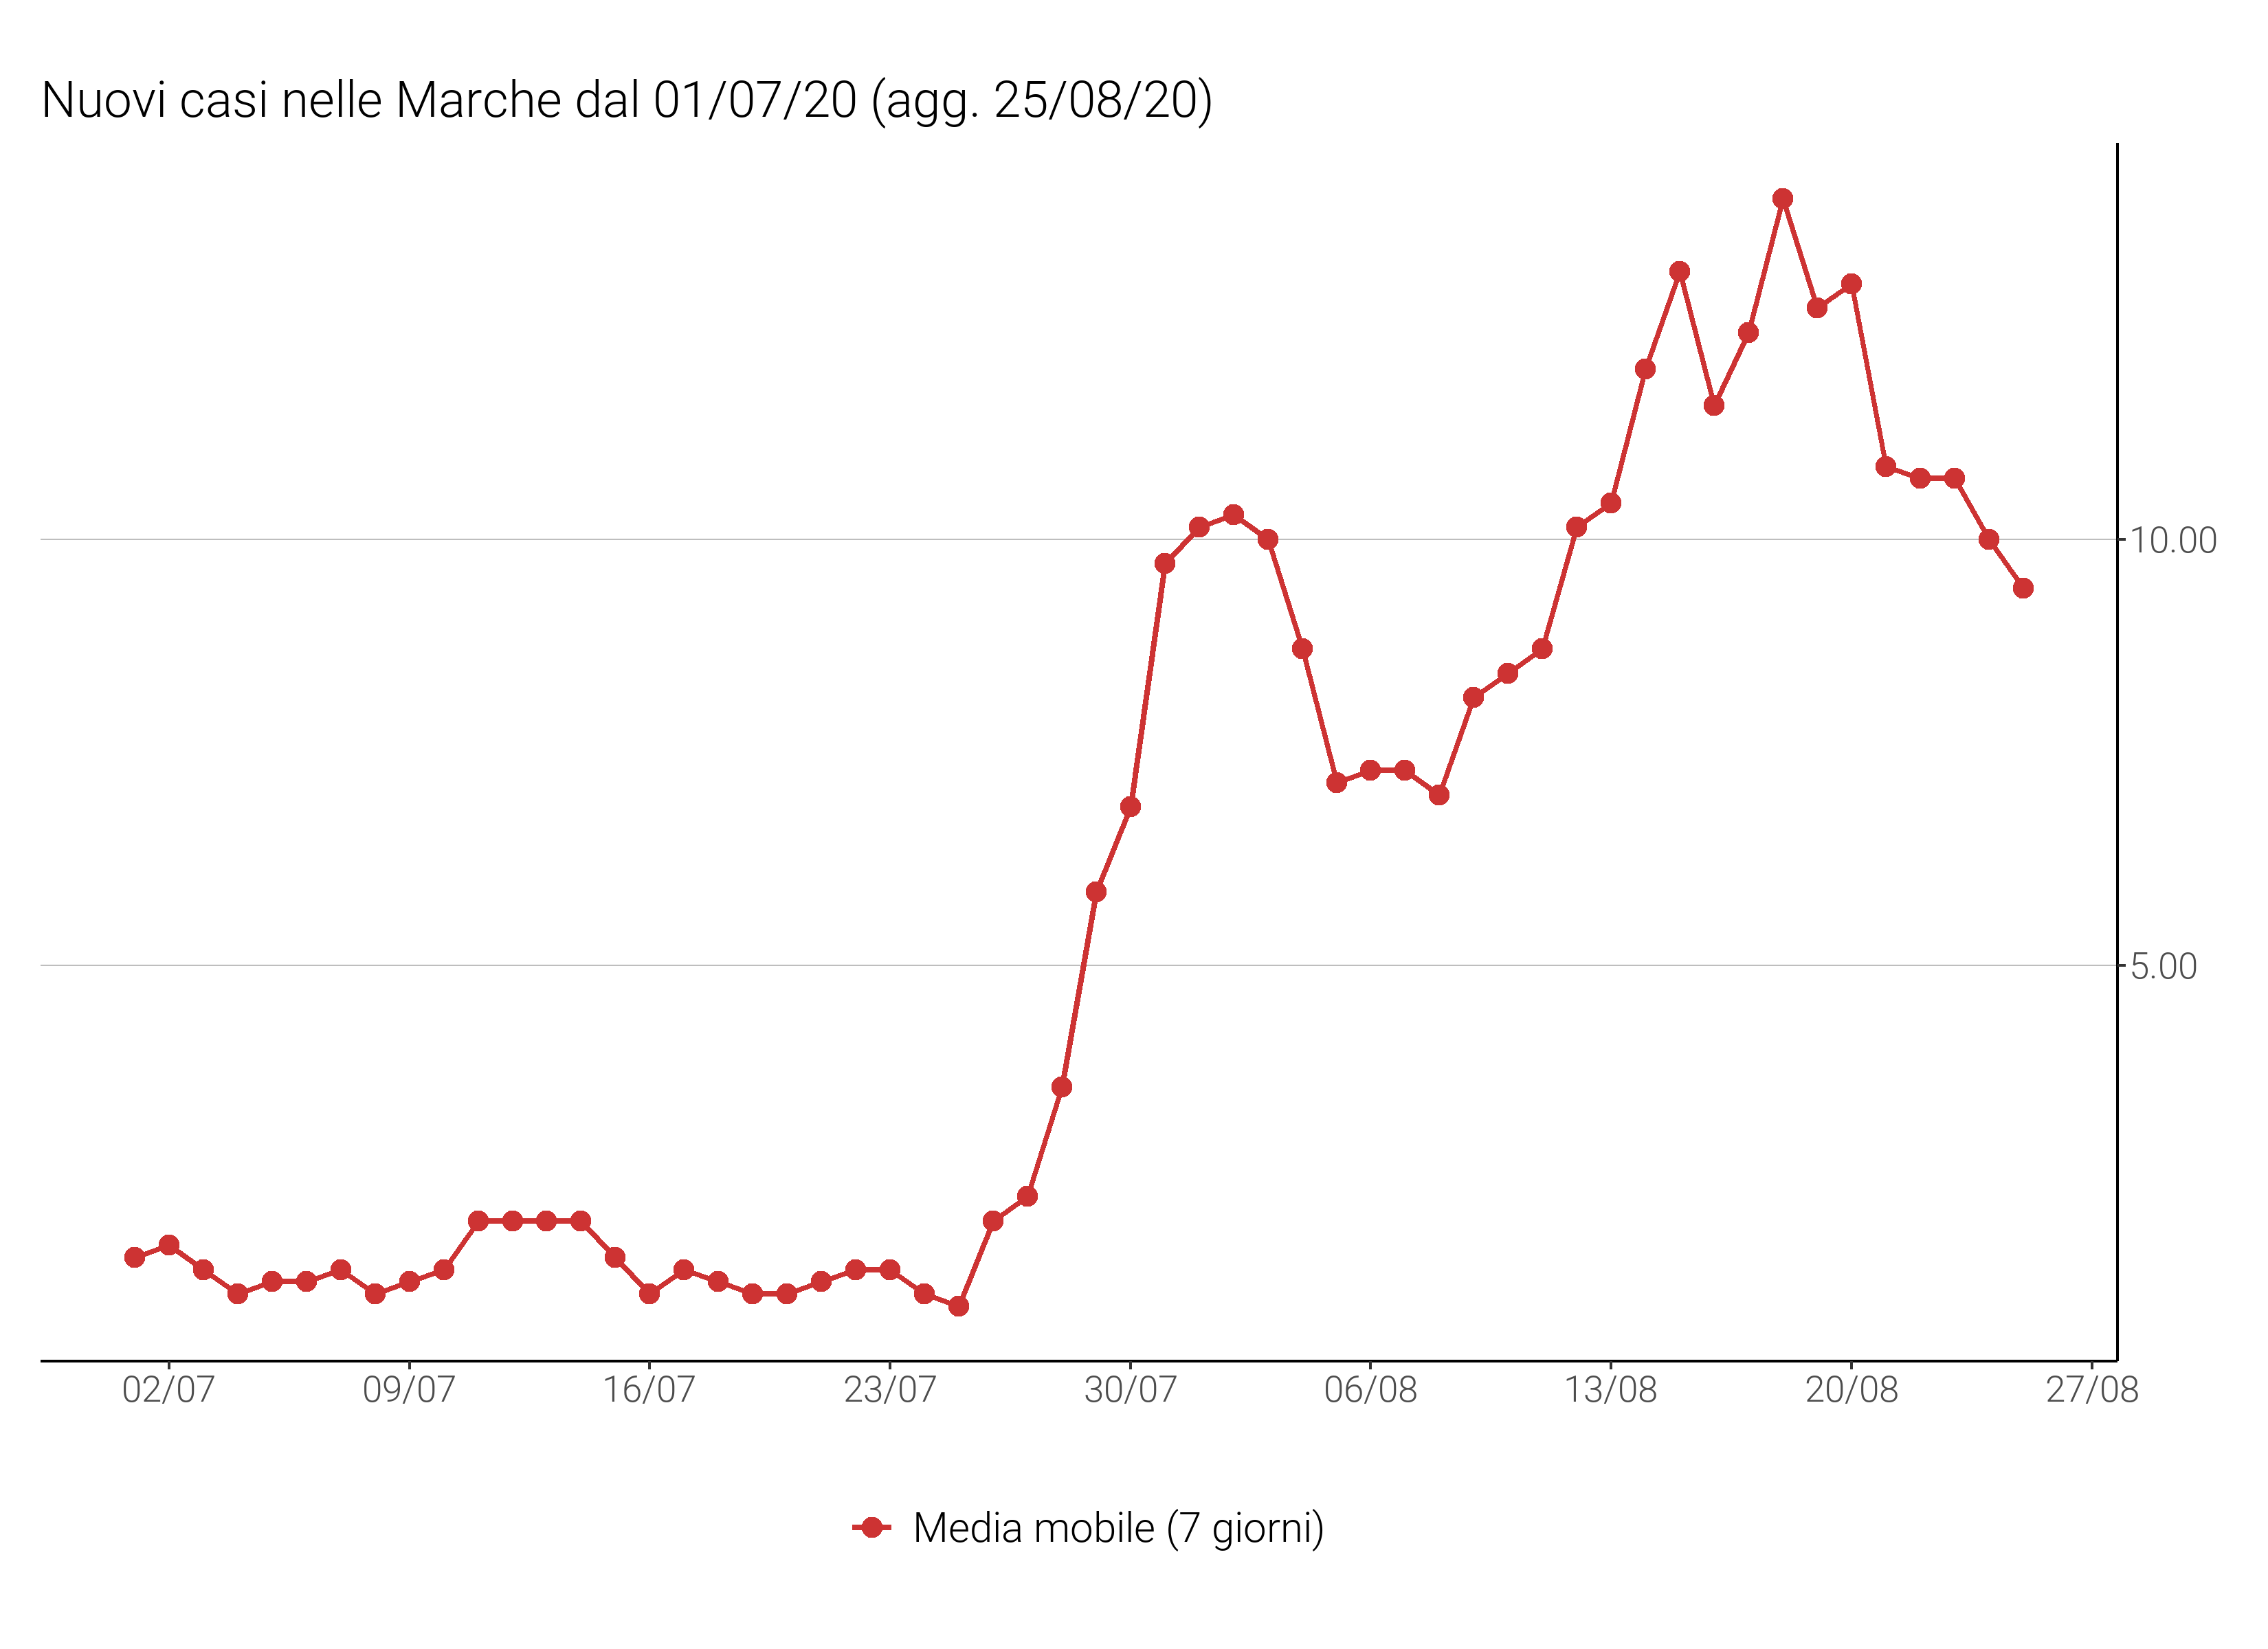 Nuovi casi nelle Marche dal 01/07/20 (agg. 25/08/20)
10.00
5.00
02/07 09/07 16/07 23/07 30/07 06/08 13/08 20/08 27/08
Media mobile (7 giorni)